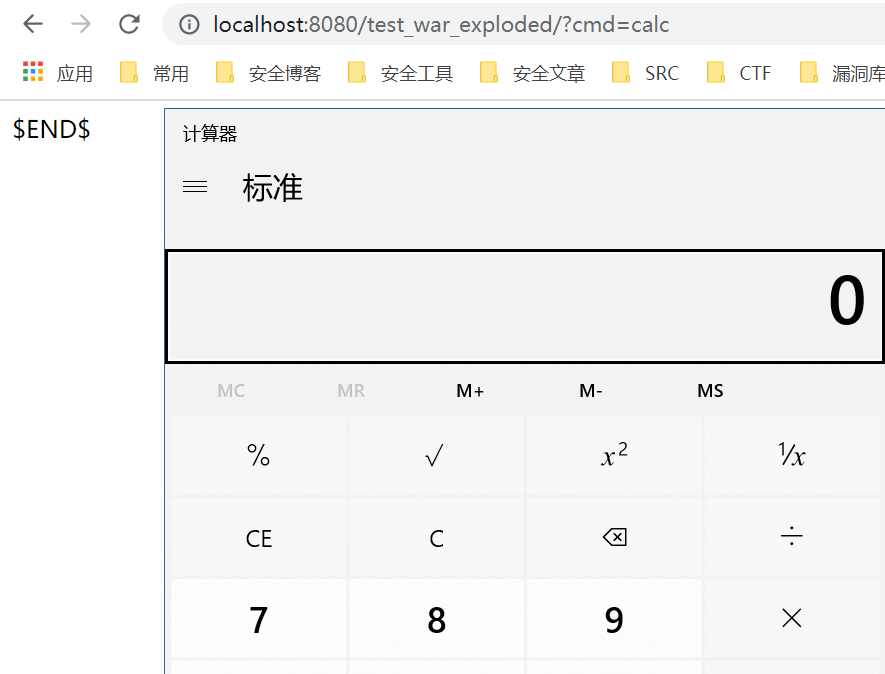 localhost:8080/test_war_exploded/?cmd=calc
应用 常用 安全博客 安全工具 安全文章 SRC CTF 漏洞库
$END$
计算器
标准
0
MC MR M+ M- MS
% √ x² ¹/x
CE C ÷
7 8 9 ×